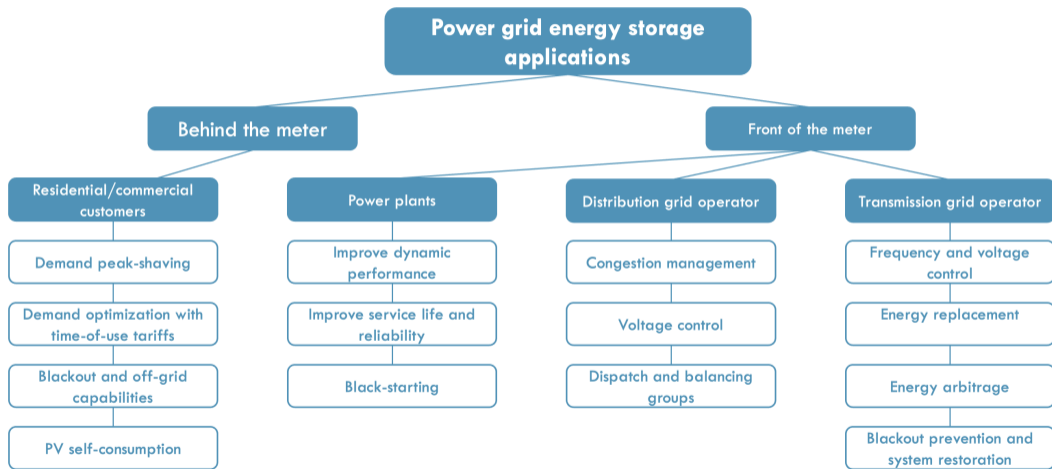 Power grid energy storage
applications
Behind the meter
Front of the meter
Residential/commercial
customers
Power plants
Distribution grid operator
Transmission grid operator
Demand peak-shaving
Improve dynamic
performance
Congestion management
Frequency and voltage
control
Demand optimization with
time-of-use tariffs
Improve service life and
reliability
Voltage control
Energy replacement
Blackout and off-grid
capabilities
Black-starting
Dispatch and balancing
groups
Energy arbitrage
PV self-consumption
Blackout prevention and
system restoration